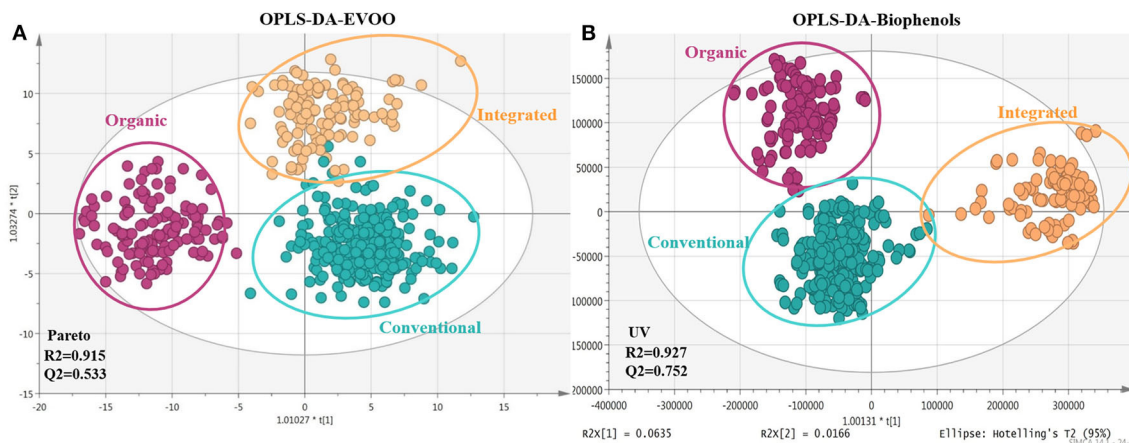 OPLS-DA-EVOO
A
Organic
Integrated
Conventional
Pareto
R2=0.915
Q2=0.533
10
5
0
-5
-10
-15
-20
-15
-10
-5
0
5
10
15
1.03274 * t[2]
1.01027 * t[1]
OPLS-DA-Biophenols
B
Organic
Integrated
Conventional
UV
R2=0.927
Q2=0.752
150000
100000
50000
0
-50000
100000
150000
200000
-400000
-300000
-200000
-100000
0
100000
200000
300000
400000
1.00131 * t[1]
R2X[1] = 0.0635
R2X[2] = 0.0166
Ellipse: Hotelling's T2 (95%)